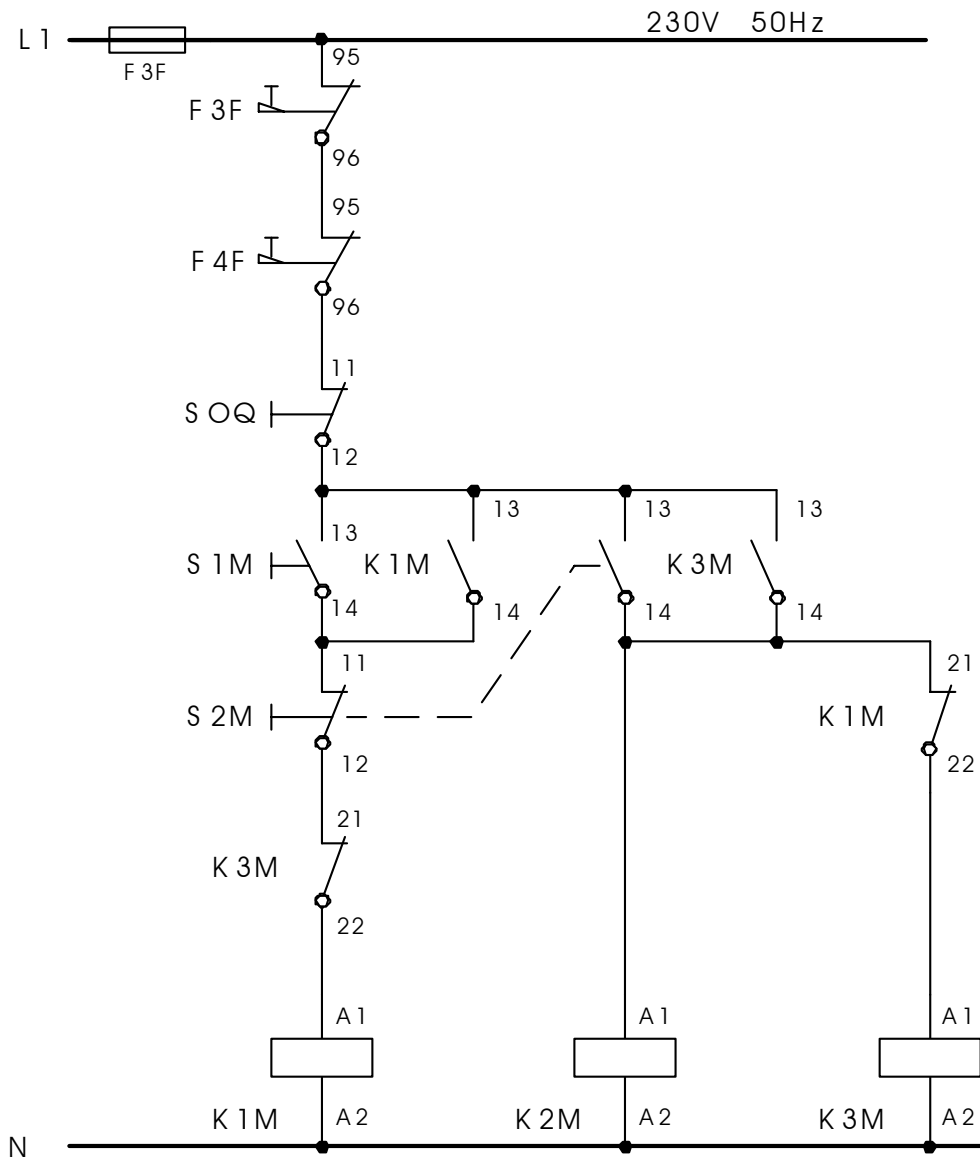 230V 50Hz
L1
F3F
95
F3F
96
95
F4F
96
11
S0Q
12
13 13 13 13
S1M K1M K3M
14 14 14 14
11 21
S2M K1M
12 22
21
K3M
22
A1 A1 A1
K1M A2 K2M A2 K3M A2
N